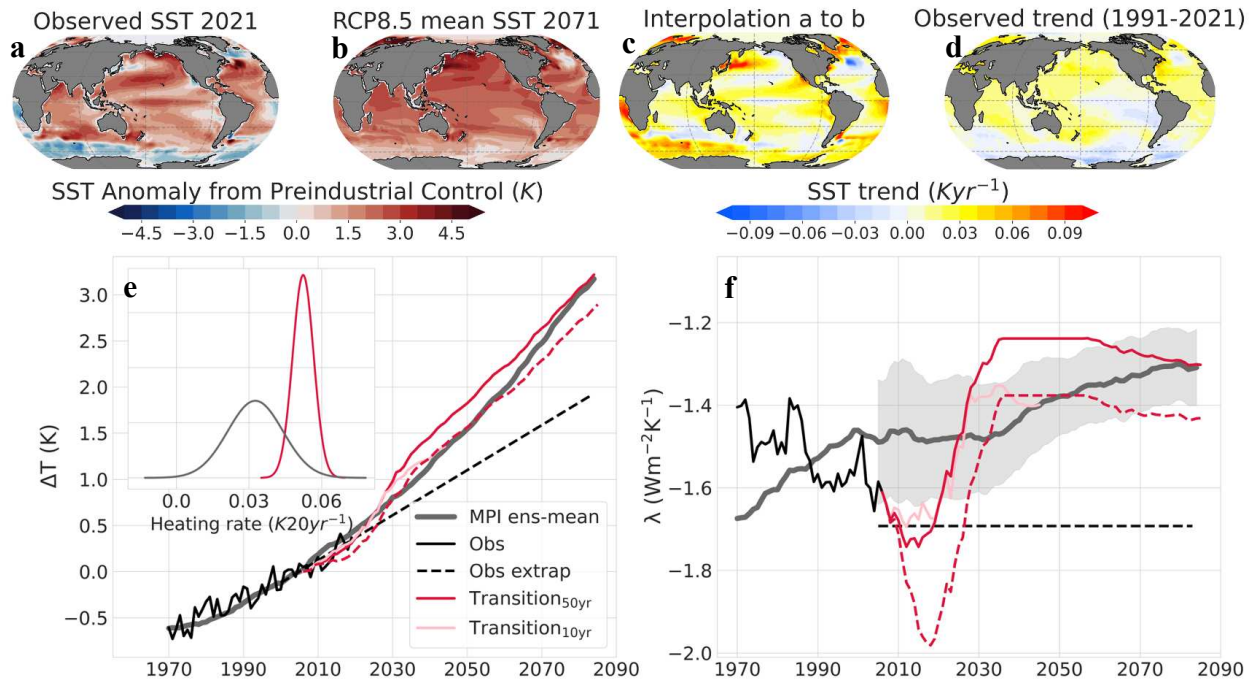 Observed SST 2021
RCP8.5 mean SST 2071
Interpolation a to b
Observed trend (1991-2021)
a
b
c
d
SST Anomaly from Preindustrial Control (K)
−4.5 −3.0 −1.5 0.0 1.5 3.0 4.5
SST trend (Kyr⁻¹)
−0.09 −0.06 −0.03 0.00 0.03 0.06 0.09
e
ΔT (K)
3.0
2.5
2.0
1.5
1.0
0.5
0.0
−0.5
0.0 0.03 0.06
Heating rate (K20yr⁻¹)
MPI ens-mean
Obs
Obs extrap
Transition₅₀yr
Transition₁₀yr
1970 1990 2010 2030 2050 2070 2090
f
λ (Wm⁻²K⁻¹)
−1.2
−1.4
−1.6
−1.8
−2.0
1970 1990 2010 2030 2050 2070 2090